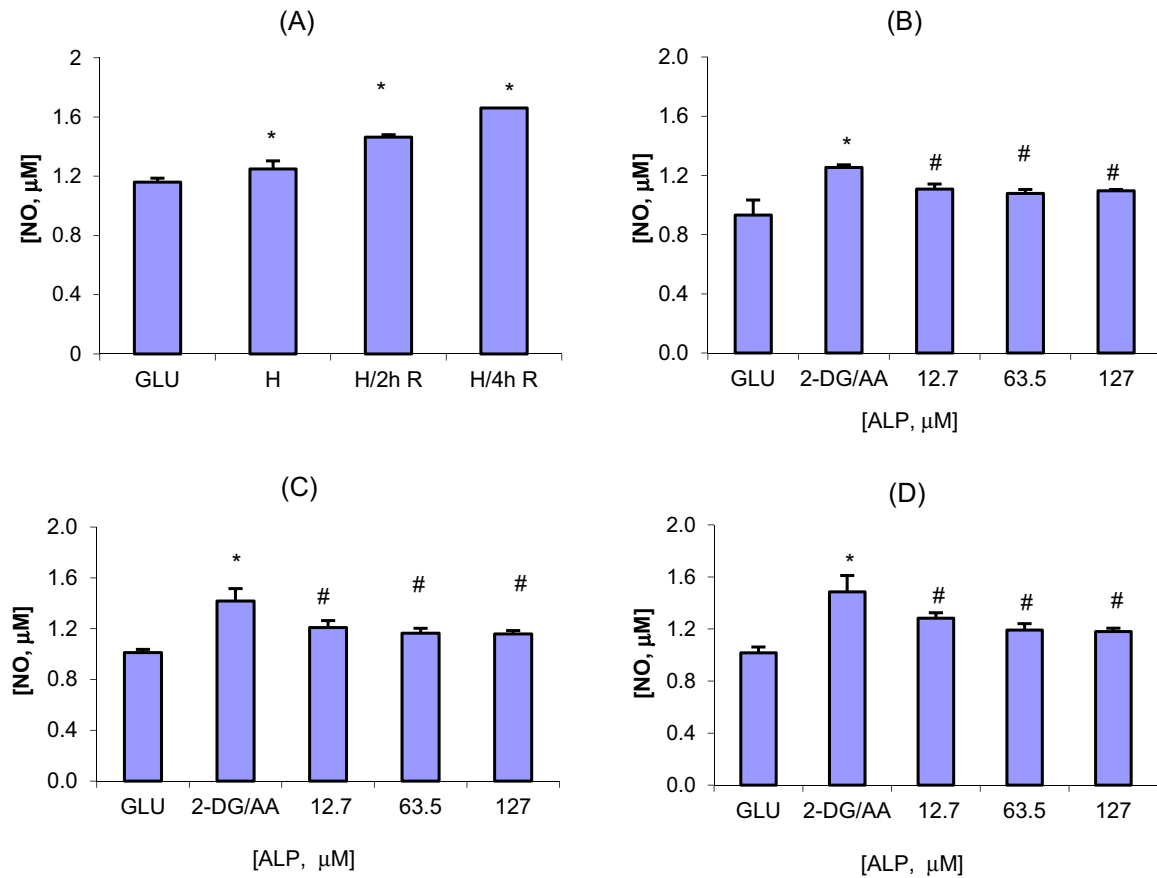 (A)
2
1.6
1.2
0.8
0.4
0
[NO, μM]
* * *
GLU H H/2h R H/4h R
(B)
2.0
1.6
1.2
0.8
0.4
0.0
[NO, μM]
* # # #
GLU 2-DG/AA 12.7 63.5 127
[ALP, μM]
(C)
2.0
1.6
1.2
0.8
0.4
0.0
[NO, μM]
* # # #
GLU 2-DG/AA 12.7 63.5 127
[ALP, μM]
(D)
2.0
1.6
1.2
0.8
0.4
0.0
[NO, μM]
* # # #
GLU 2-DG/AA 12.7 63.5 127
[ALP, μM]